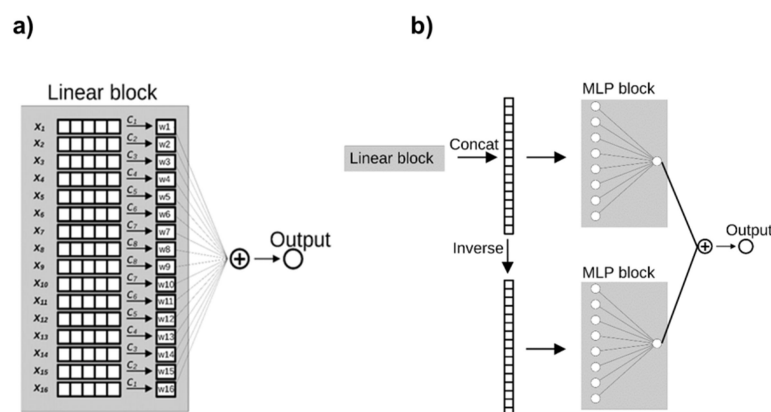 a)
Linear block
X1 C1 w1
X2 C2 w2
X3 C3 w3
X4 C4 w4
X5 C5 w5
X6 C6 w6
X7 C7 w7
X8 C8 w8
X9 C8 w9
X10 C7 w10
X11 C6 w11
X12 C5 w12
X13 C4 w13
X14 C3 w14
X15 C2 w15
X16 C1 w16
Output
b)
Linear block
Concat
MLP block
Inverse
MLP block
Output